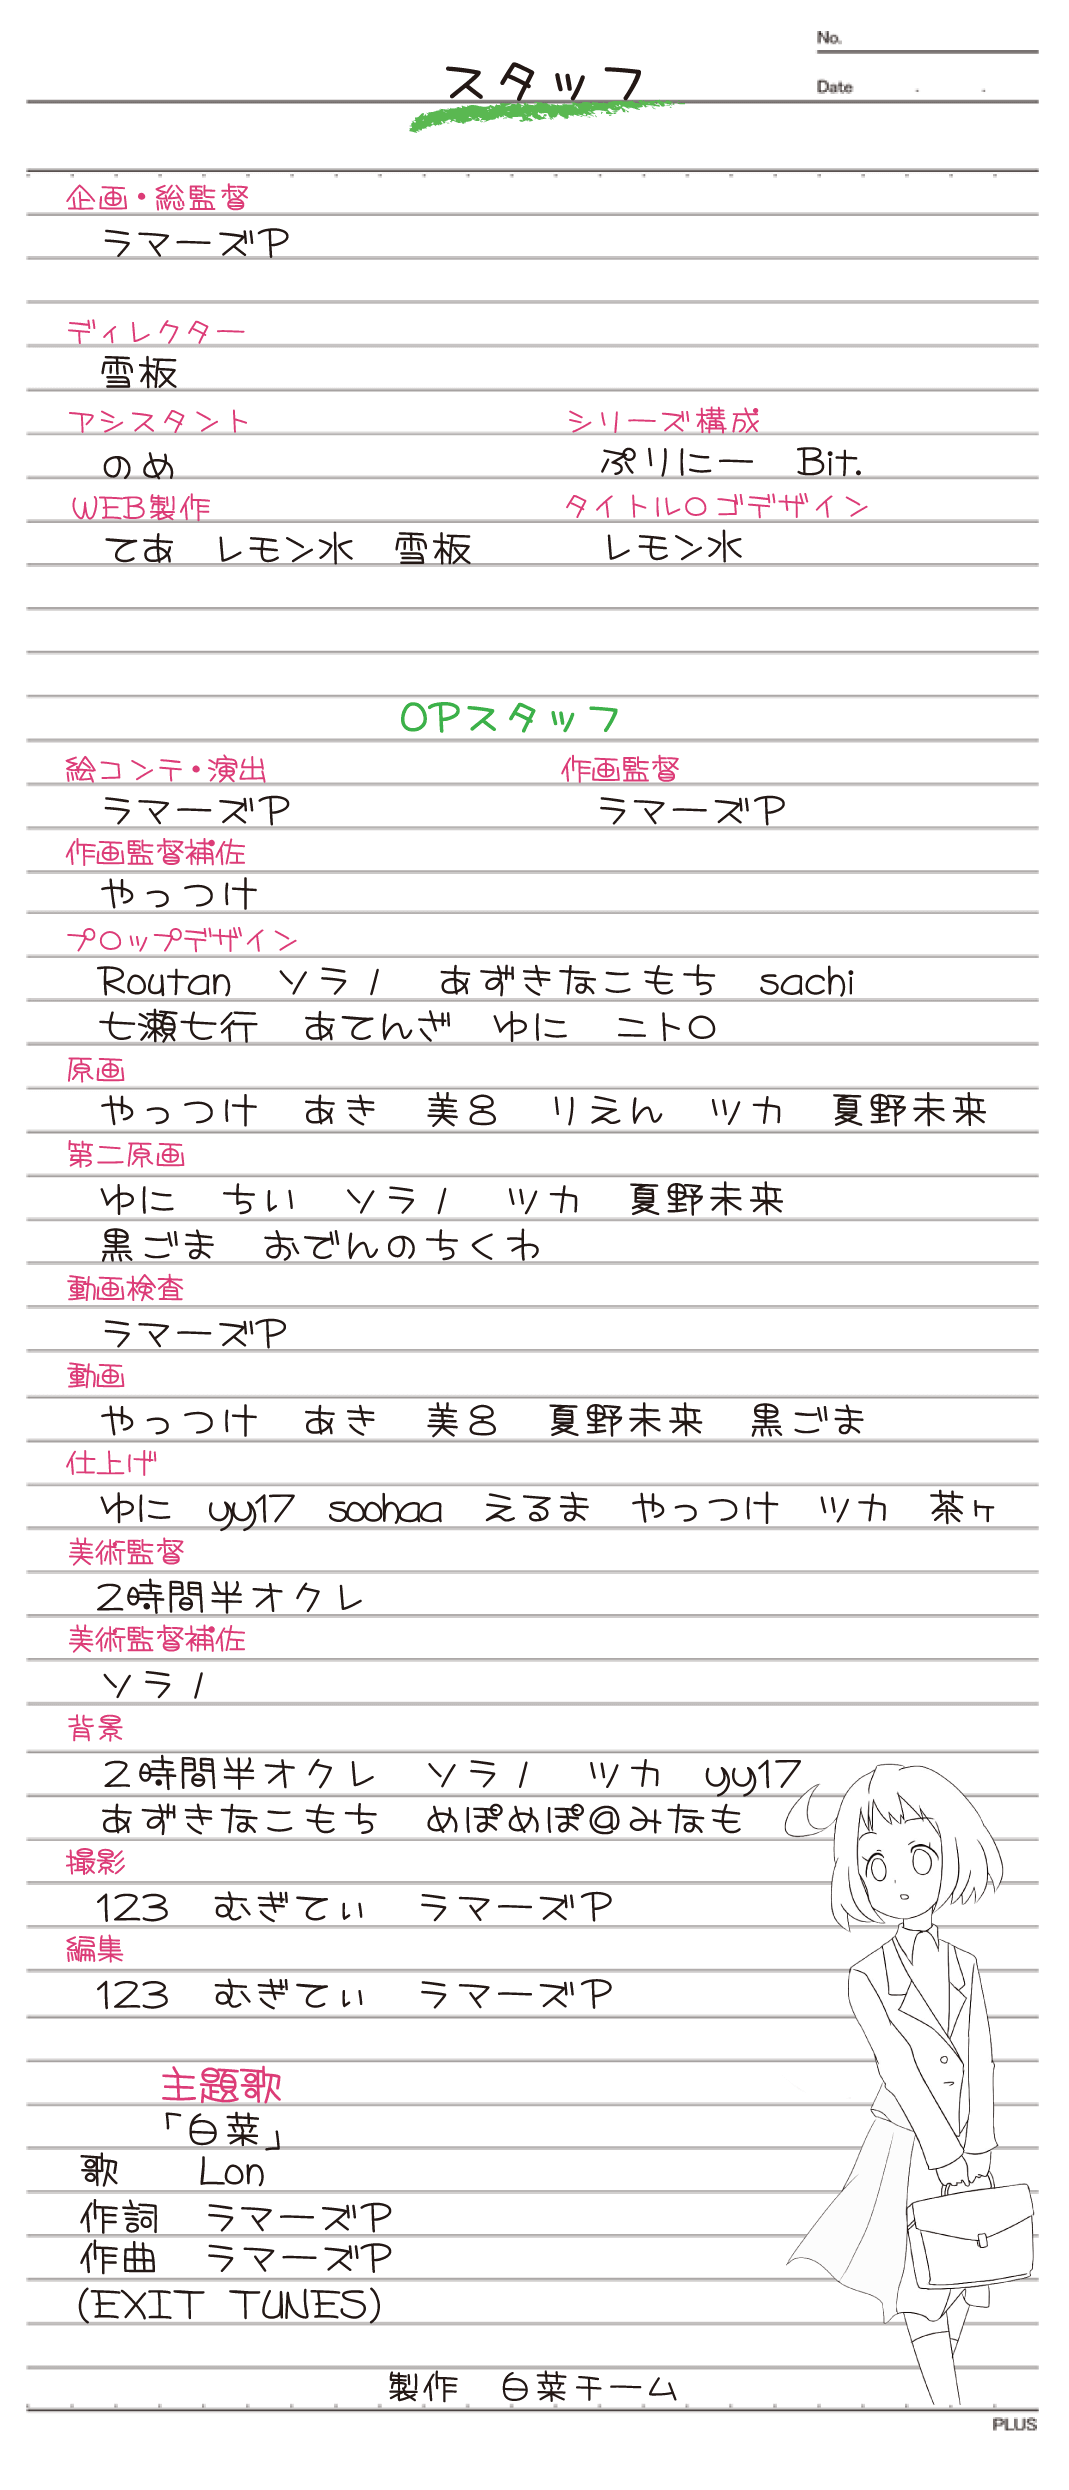 No.
スタッフ
Date
企画・総監督
ラマーズP
ディレクター
雪板
アシスタント　シリーズ構成
のめ　ぷりにー　Bit.
WEB製作　タイトルロゴデザイン
てあ　レモン水　雪板　レモン水
OPスタッフ
絵コンテ・演出　作画監督
ラマーズP　ラマーズP
作画監督補佐
やっつけ
プロップデザイン
Routan　ソラノ　あずきなこもち　sachi
七瀬七行　あてんざ　ゆに　ニトロ
原画
やっつけ　あき　美呂　りえん　ツカ　夏野未来
第二原画
ゆに　ちい　ソラノ　ツカ　夏野未来
黒ごま　おでんのちくわ
動画検査
ラマーズP
動画
やっつけ　あき　美呂　夏野未来　黒ごま
仕上げ
ゆに　yy17　soohaa　えるま　やっつけ　ツカ　茶ヶ
美術監督
2時間半オクレ
美術監督補佐
ソラノ
背景
2時間半オクレ　ソラノ　ツカ　yy17
あずきなこもち　めぽめぽ@みなも
撮影
123　むぎてぃ　ラマーズP
編集
123　むぎてぃ　ラマーズP
主題歌
「白菜」
歌　Lon
作詞　ラマーズP
作曲　ラマーズP
(EXIT TUNES)
製作　白菜チーム
PLUS